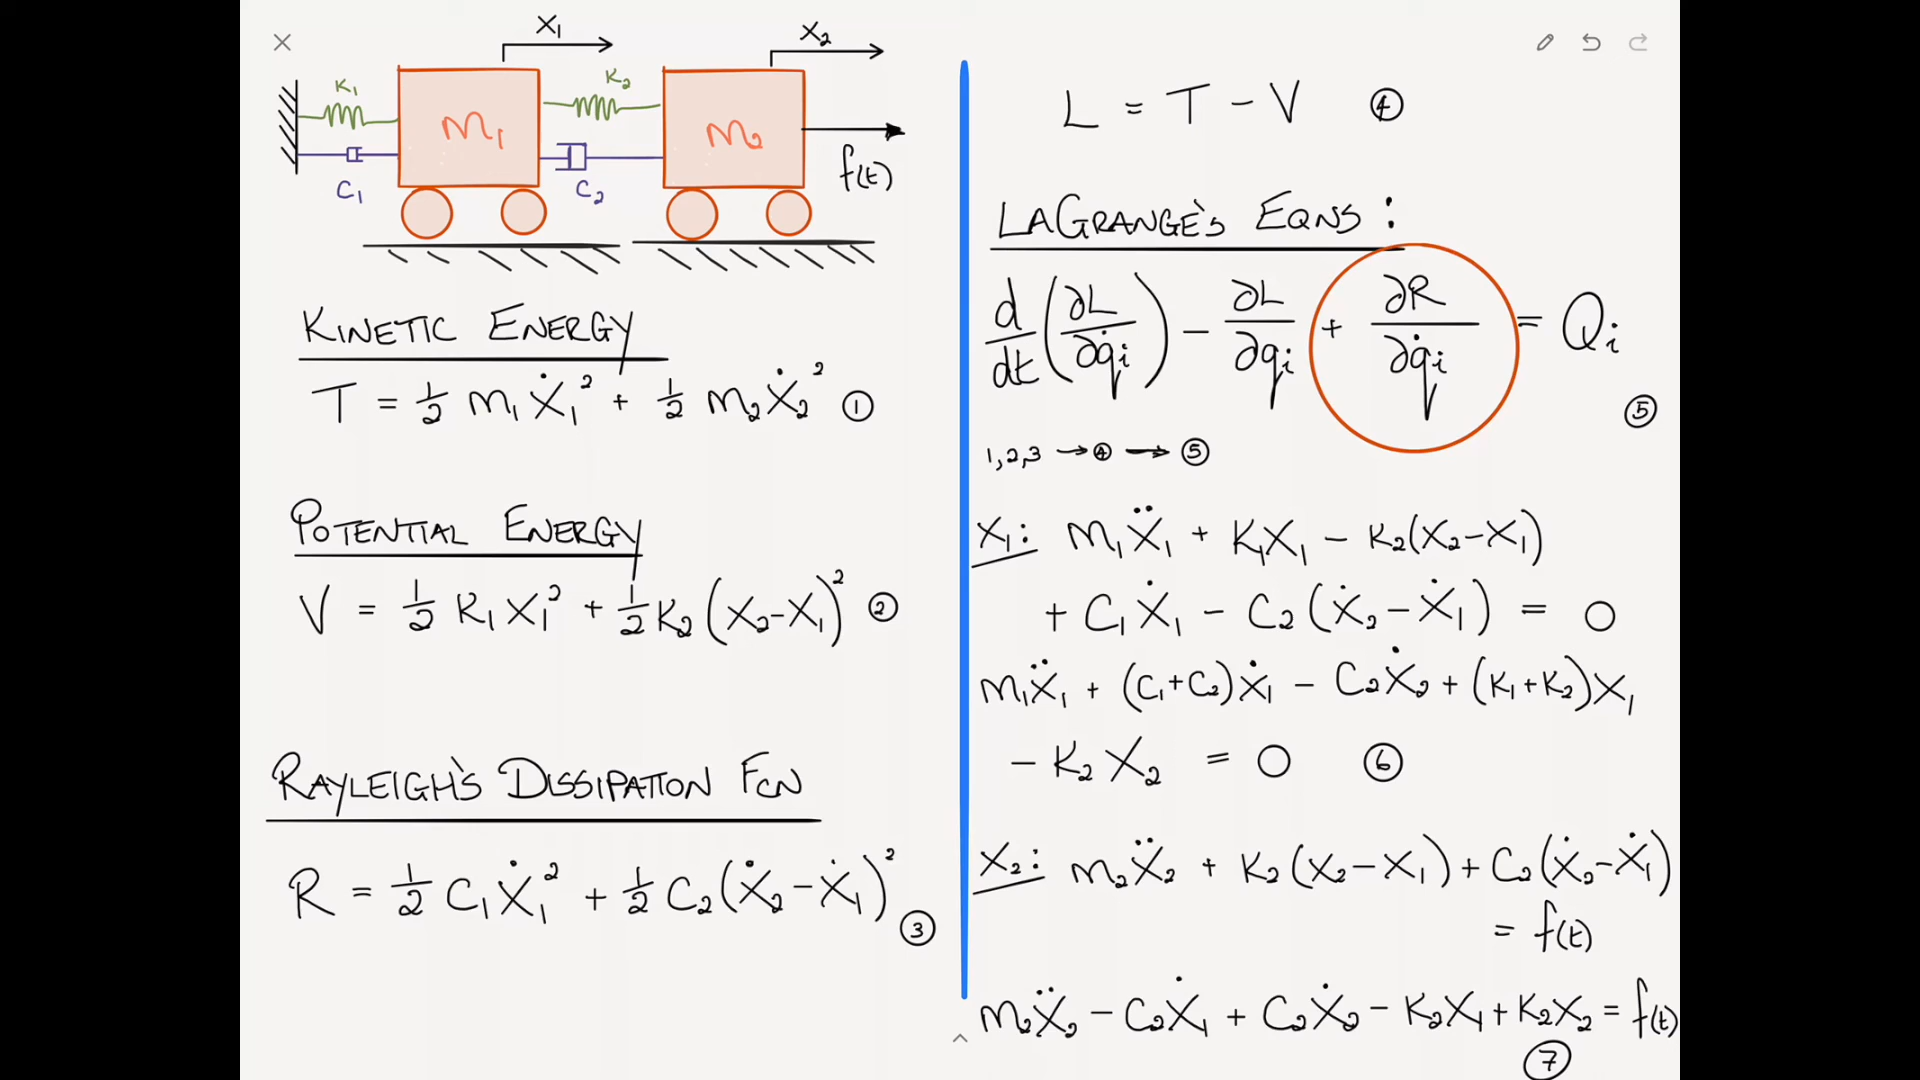 X₁ X₂
K₁ K₂
M₁ M₂
C₁ C₂ f(t)
KINETIC ENERGY
T = ½ m₁Ẋ₁² + ½ m₂Ẋ₂² ①
POTENTIAL ENERGY
V = ½ K₁X₁² + ½ K₂(X₂-X₁)² ②
RAYLEIGH'S DISSIPATION FCN
R = ½ C₁Ẋ₁² + ½ C₂(Ẋ₂-Ẋ₁)² ③
L = T - V ④
LAGRANGE'S EQNS :
d/dt(∂L/∂q̇i) - ∂L/∂qi + ∂R/∂q̇i = Qi ⑤
1,2,3 → ④ → ⑤
X₁: M₁Ẍ₁ + K₁X₁ - K₂(X₂-X₁)
+ C₁Ẋ₁ - C₂(Ẋ₂-Ẋ₁) = 0
M₁Ẍ₁ + (C₁+C₂)Ẋ₁ - C₂Ẋ₂ + (K₁+K₂)X₁
- K₂X₂ = 0 ⑥
X₂: M₂Ẍ₂ + K₂(X₂-X₁) + C₂(Ẋ₂-Ẋ₁)
= f(t)
M₂Ẍ₂ - C₂Ẋ₁ + C₂Ẋ₂ - K₂X₁ + K₂X₂ = f(t)
⑦